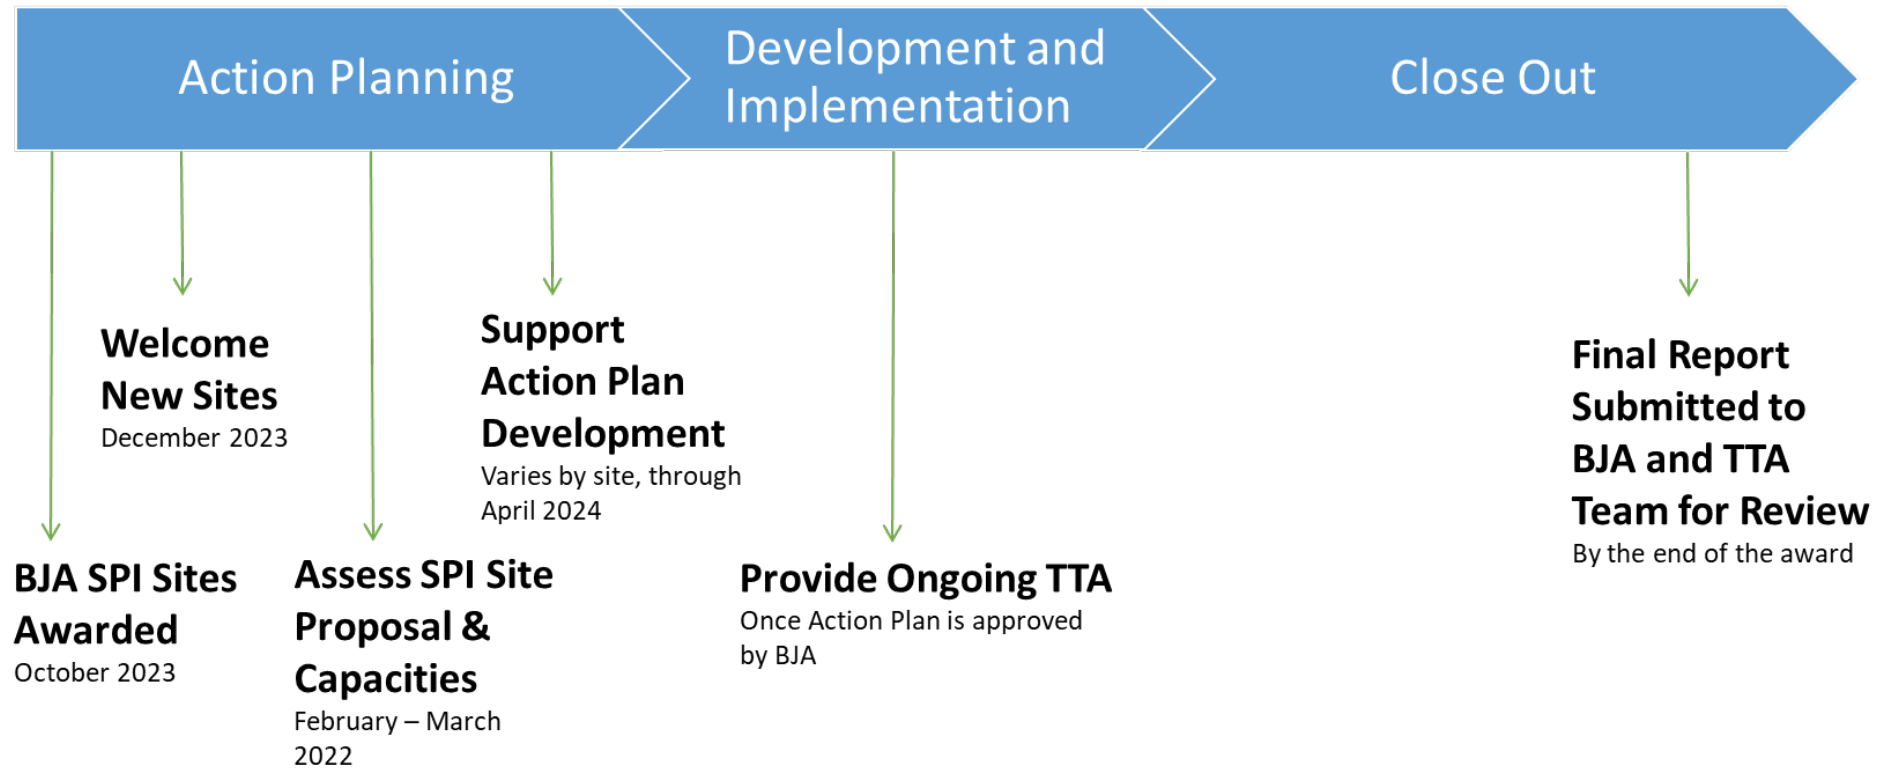 Action Planning
Development and
Implementation
Close Out
Welcome
New Sites
December 2023
Support
Action Plan
Development
Varies by site, through
April 2024
Final Report
Submitted to
BJA and TTA
Team for Review
By the end of the award
BJA SPI Sites
Awarded
October 2023
Assess SPI Site
Proposal &
Capacities
February – March
2022
Provide Ongoing TTA
Once Action Plan is approved
by BJA